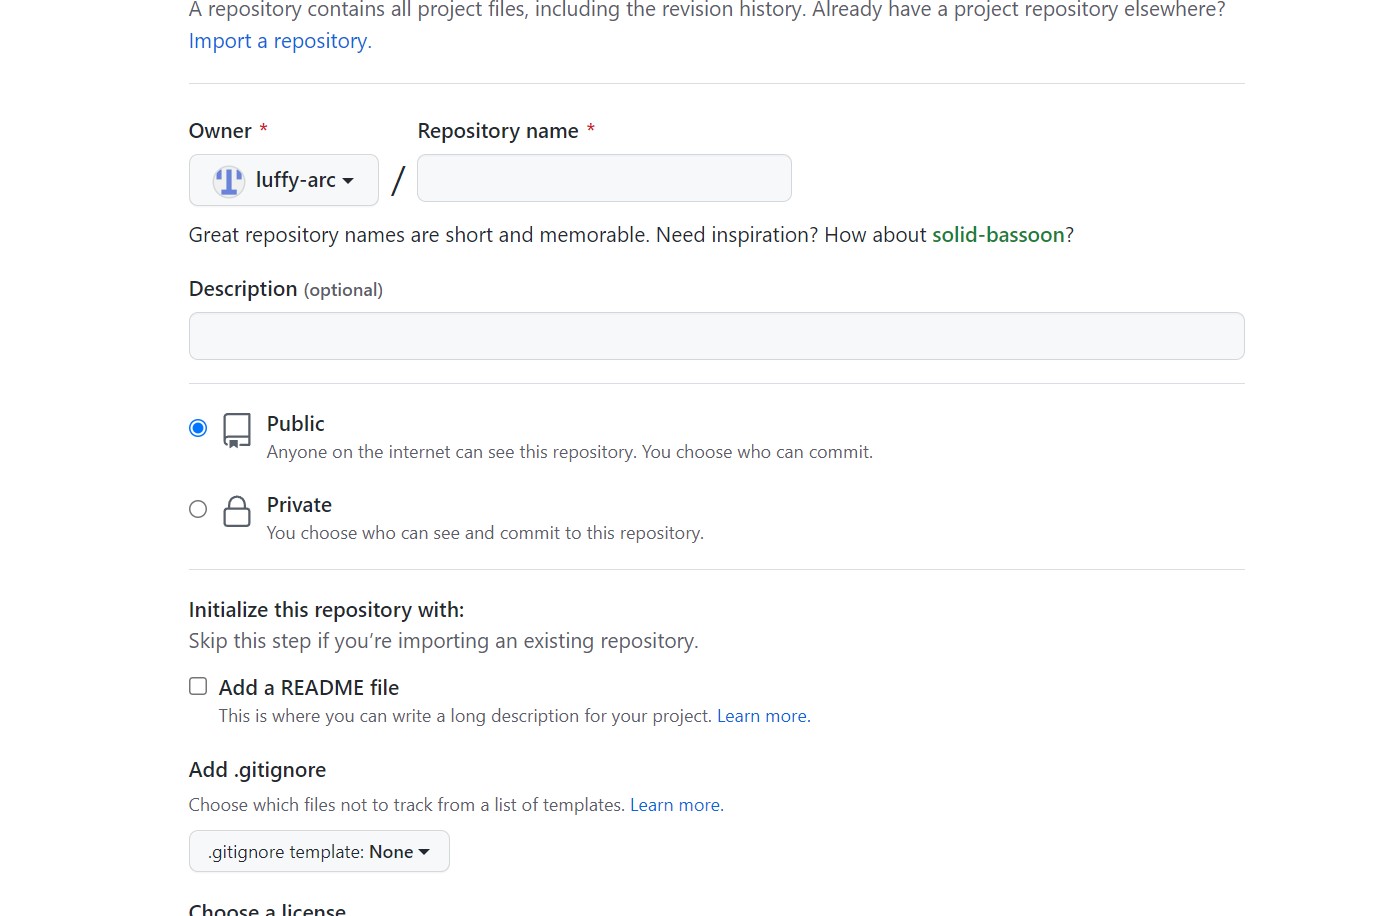 A repository contains all project files, including the revision history. Already have a project repository elsewhere?
Import a repository.
Owner *
Repository name *
luffy-arc
/
Great repository names are short and memorable. Need inspiration? How about solid-bassoon?
Description (optional)
Public
Anyone on the internet can see this repository. You choose who can commit.
Private
You choose who can see and commit to this repository.
Initialize this repository with:
Skip this step if you’re importing an existing repository.
Add a README file
This is where you can write a long description for your project. Learn more.
Add .gitignore
Choose which files not to track from a list of templates. Learn more.
.gitignore template: None
Choose a license